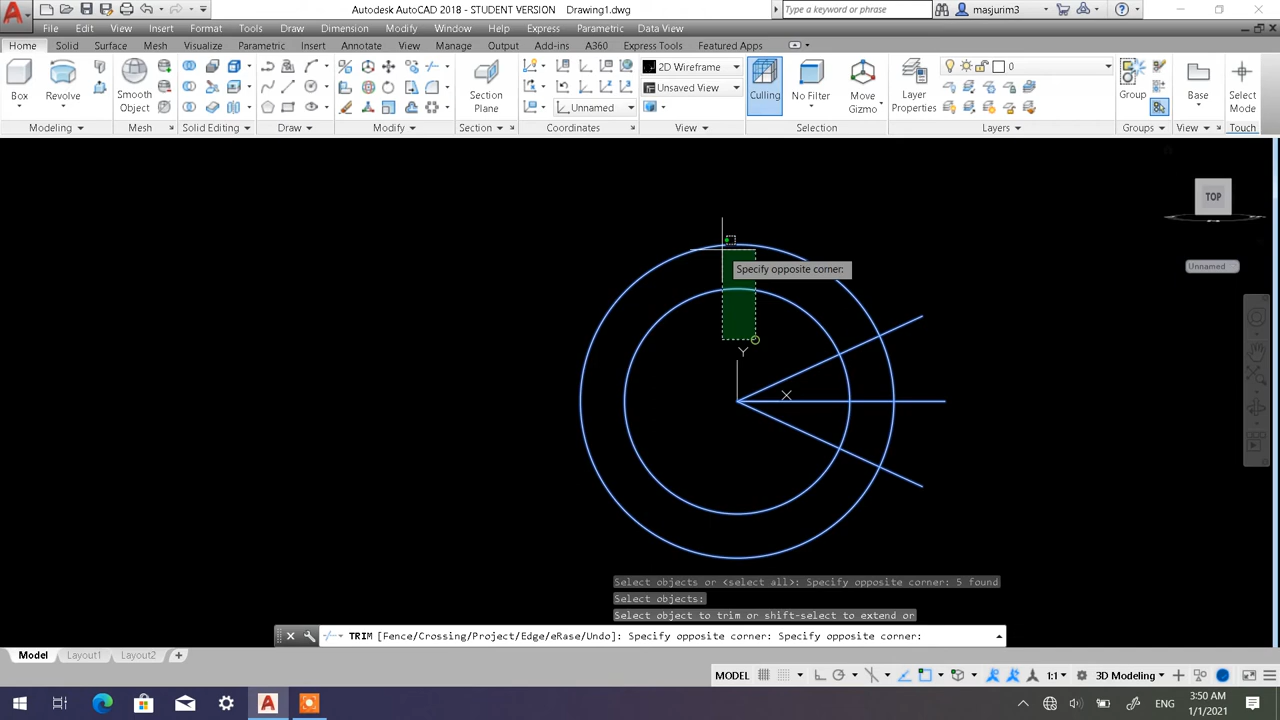 Autodesk AutoCAD 2018 - STUDENT VERSION Drawing1.dwg
Type a keyword or phrase
masjurim3
File Edit View Insert Format Tools Draw Dimension Modify Window Help Express Parametric Data View
Home Solid Surface Mesh Visualize Parametric Insert Annotate View Manage Output Add-ins A360 Express Tools Featured Apps
Box
Revolve
Smooth
Object
Section
Plane
Unnamed
2D Wireframe
Unsaved View
Culling
No Filter
Move
Gizmo
Layer
Properties
0
Group
Base
Select
Mode
Modeling Mesh Solid Editing Draw Modify Section Coordinates View Selection Layers Groups View Touch
TOP
Unnamed
Specify opposite corner:
Y
X
Select objects or <select all>: Specify opposite corner: 5 found
Select objects:
Select object to trim or shift-select to extend or
TRIM [Fence/Crossing/Project/Edge/eRase/Undo]: Specify opposite corner: Specify opposite corner:
Model Layout1 Layout2
MODEL
1:1
3D Modeling
ENG
3:50 AM
1/1/2021